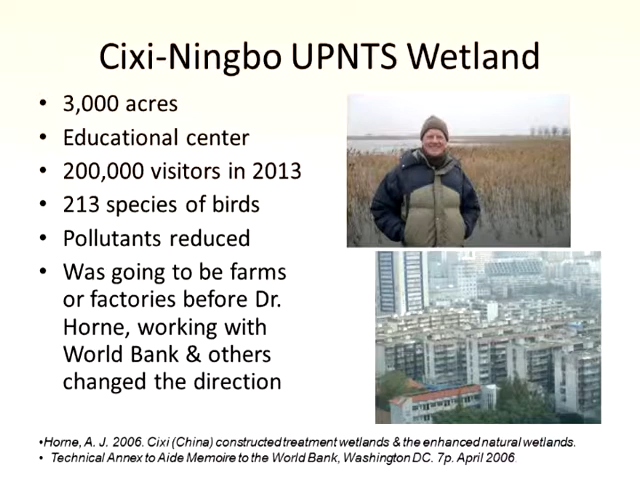 Cixi-Ningbo UPNTS Wetland
• 3,000 acres
• Educational center
• 200,000 visitors in 2013
• 213 species of birds
• Pollutants reduced
• Was going to be farms
or factories before Dr.
Horne, working with
World Bank & others
changed the direction
•Horne, A. J. 2006. Cixi (China) constructed treatment wetlands & the enhanced natural wetlands.
• Technical Annex to Aide Memoire to the World Bank, Washington DC. 7p. April 2006